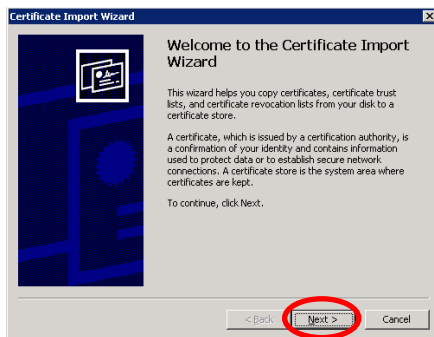 Certificate Import Wizard
Welcome to the Certificate Import
Wizard
This wizard helps you copy certificates, certificate trust
lists, and certificate revocation lists from your disk to a
certificate store.
A certificate, which is issued by a certification authority, is
a confirmation of your identity and contains information
used to protect data or to establish secure network
connections. A certificate store is the system area where
certificates are kept.
To continue, click Next.
< Back Next > Cancel